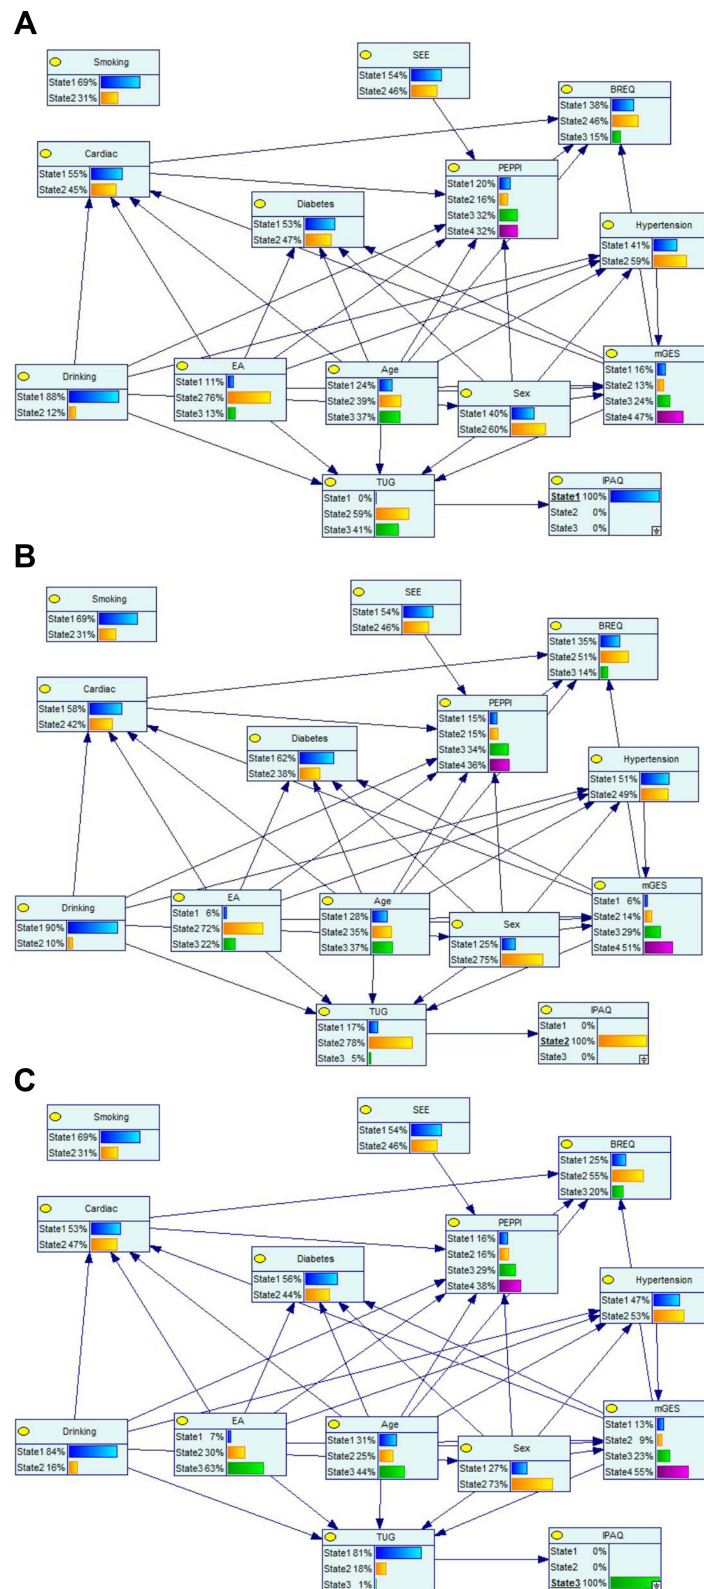 A
Smoking
State1 69%
State2 31%
SEE
State1 54%
State2 46%
BREQ
State1 38%
State2 46%
State3 15%
Cardiac
State1 55%
State2 45%
PEPPI
State1 20%
State2 16%
State3 32%
State4 32%
Diabetes
State1 53%
State2 47%
Hypertension
State1 41%
State2 59%
mGES
State1 16%
State2 13%
State3 24%
State4 47%
Drinking
State1 88%
State2 12%
EA
State1 11%
State2 76%
State3 13%
Age
State1 24%
State2 39%
State3 37%
Sex
State1 40%
State2 60%
TUG
State1 0%
State2 59%
State3 41%
IPAQ
State1 100%
State2 0%
State3 0%
B
Smoking
State1 69%
State2 31%
SEE
State1 54%
State2 46%
BREQ
State1 35%
State2 51%
State3 14%
Cardiac
State1 58%
State2 42%
PEPPI
State1 15%
State2 15%
State3 34%
State4 36%
Diabetes
State1 62%
State2 38%
Hypertension
State1 51%
State2 49%
mGES
State1 6%
State2 14%
State3 29%
State4 51%
Drinking
State1 90%
State2 10%
EA
State1 6%
State2 72%
State3 22%
Age
State1 28%
State2 35%
State3 37%
Sex
State1 25%
State2 75%
TUG
State1 17%
State2 78%
State3 5%
IPAQ
State1 0%
State2 100%
State3 0%
C
Smoking
State1 69%
State2 31%
SEE
State1 54%
State2 46%
BREQ
State1 25%
State2 55%
State3 20%
Cardiac
State1 53%
State2 47%
PEPPI
State1 16%
State2 16%
State3 29%
State4 38%
Diabetes
State1 56%
State2 44%
Hypertension
State1 47%
State2 53%
mGES
State1 13%
State2 9%
State3 23%
State4 55%
Drinking
State1 84%
State2 16%
EA
State1 7%
State2 30%
State3 63%
Age
State1 31%
State2 25%
State3 44%
Sex
State1 27%
State2 73%
TUG
State1 81%
State2 18%
State3 1%
IPAQ
State1 0%
State2 0%
State3 100%